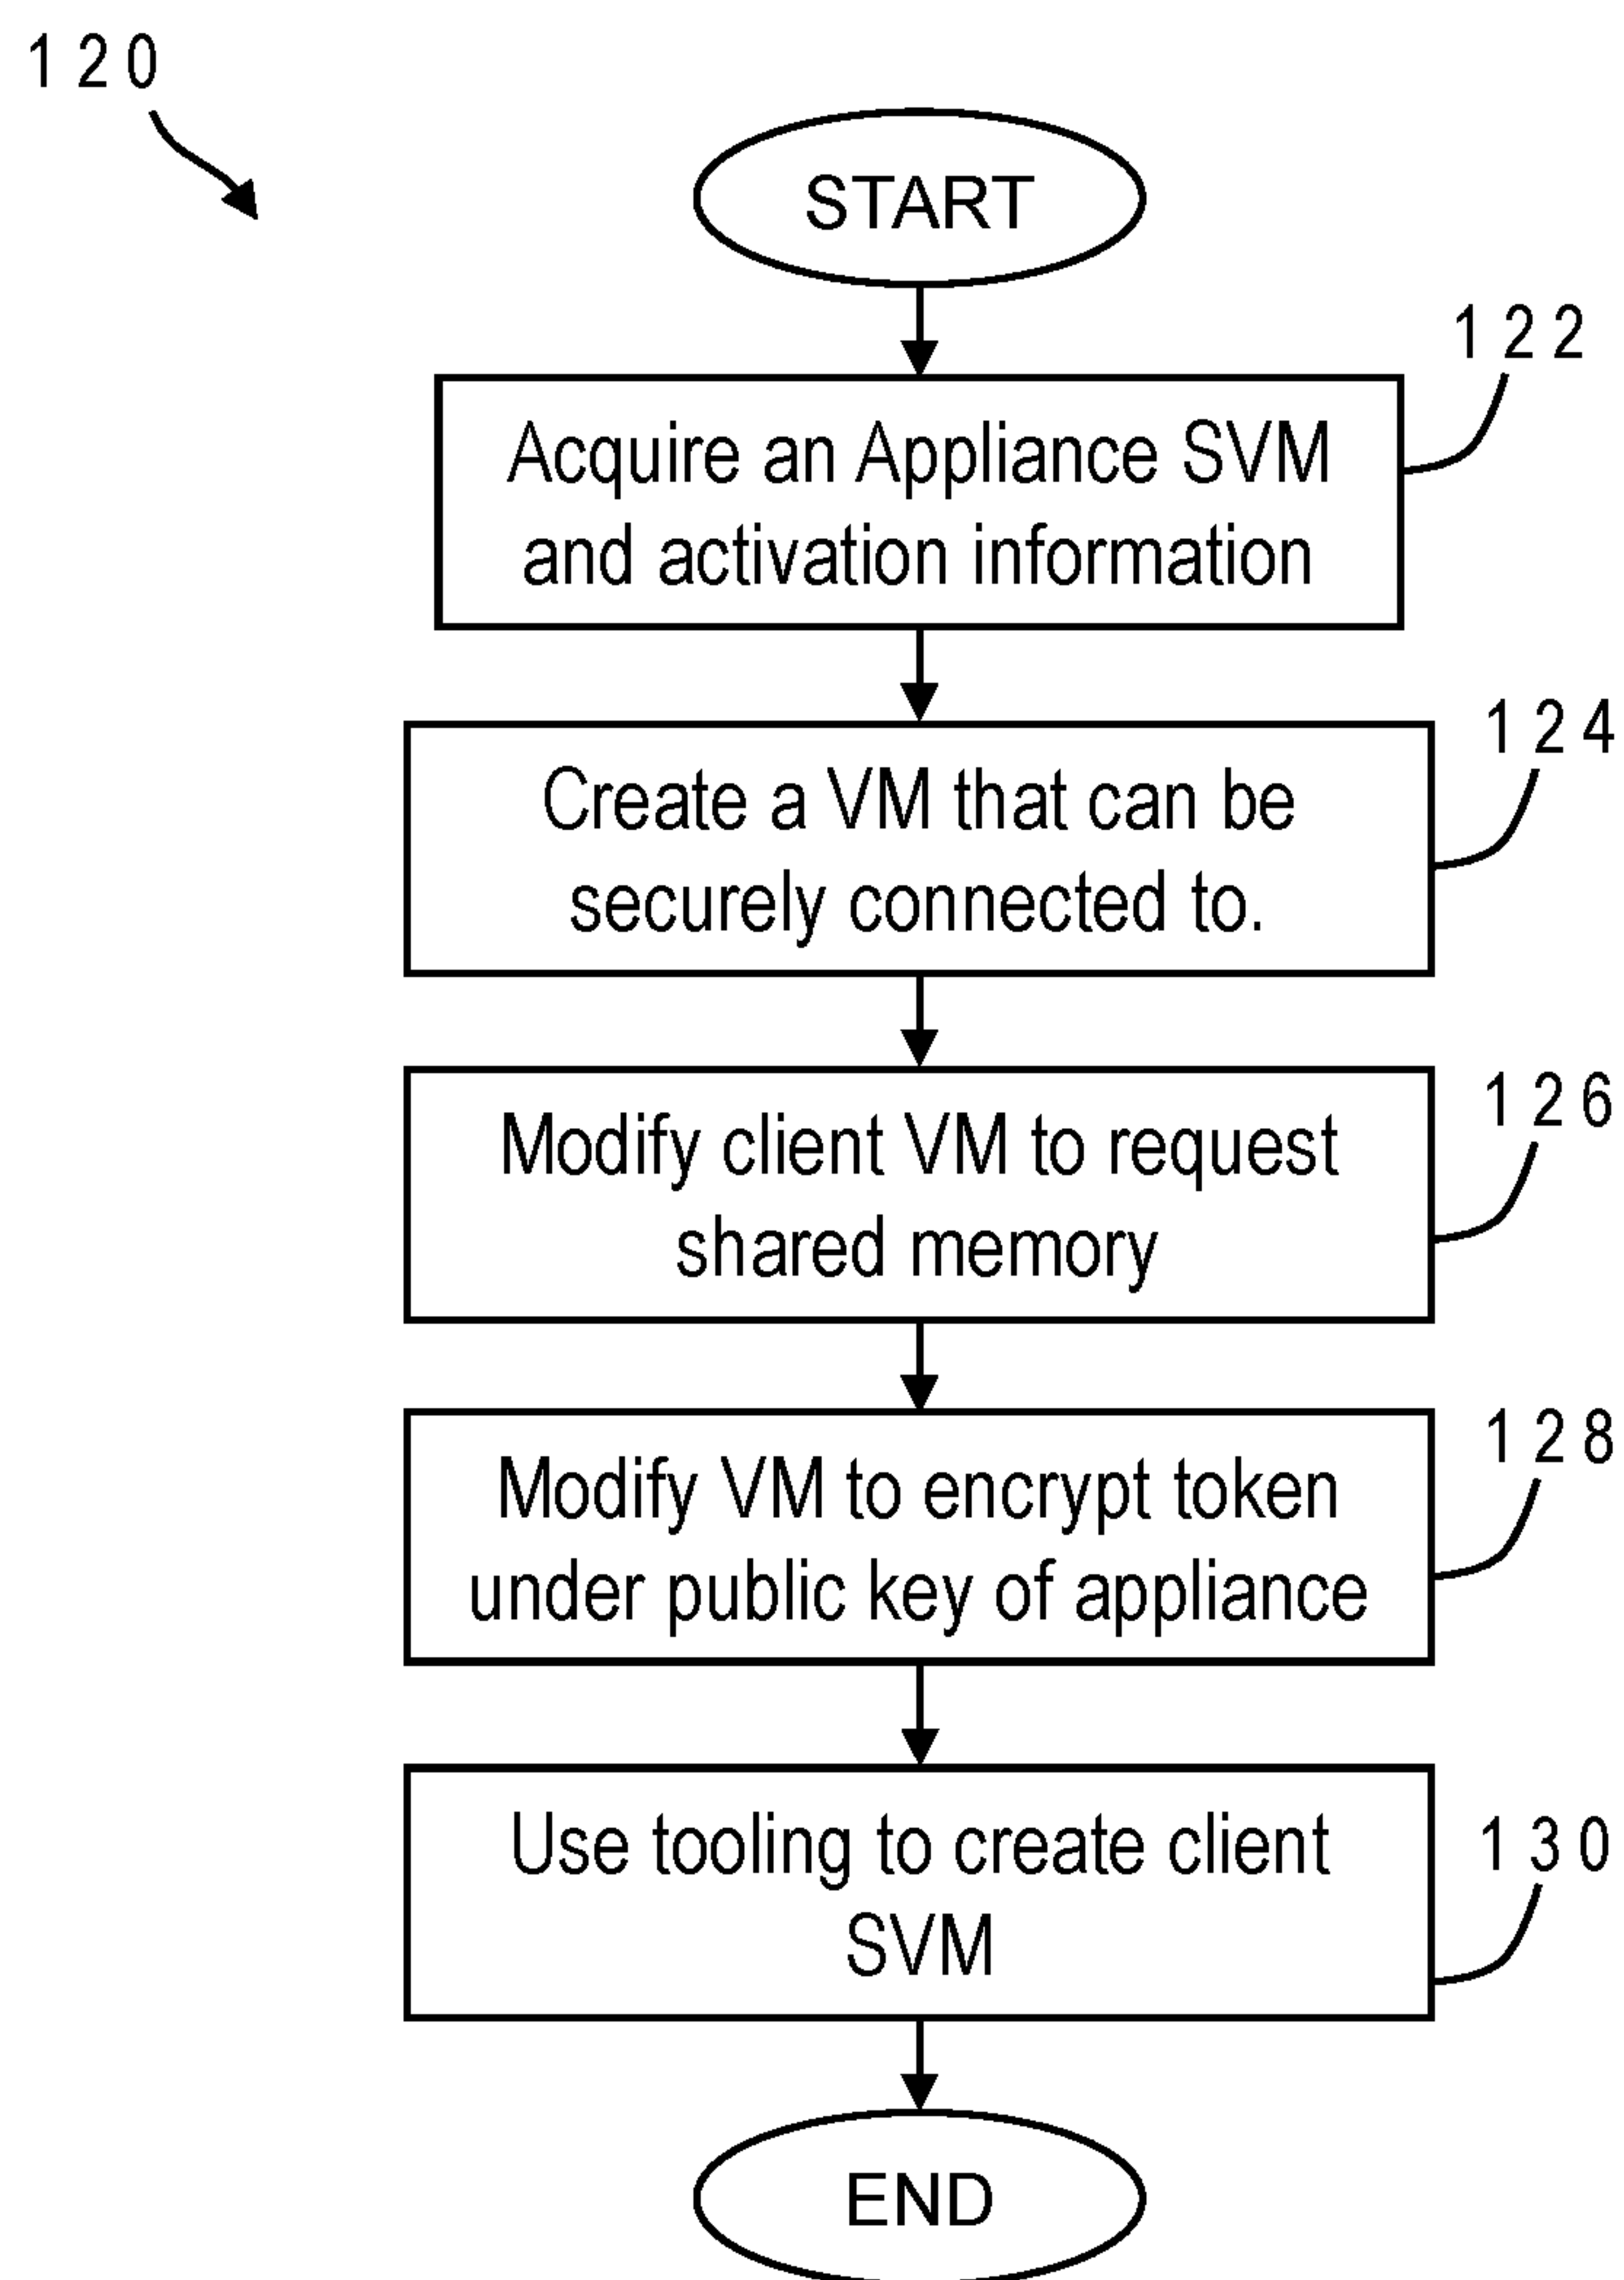 120
START
122
Acquire an Appliance SVM
and activation information
124
Create a VM that can be
securely connected to.
126
Modify client VM to request
shared memory
128
Modify VM to encrypt token
under public key of appliance
130
Use tooling to create client
SVM
END